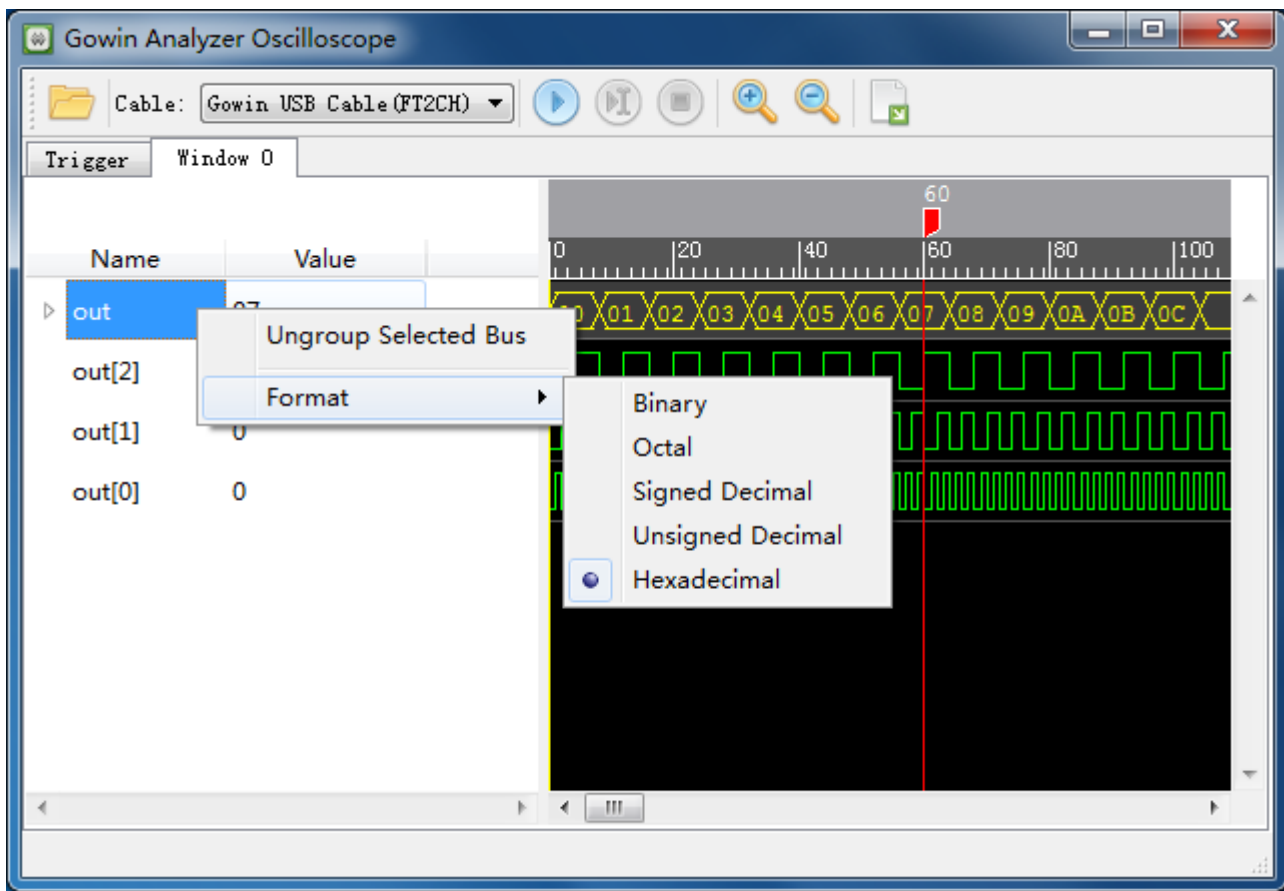 Gowin Analyzer Oscilloscope
Cable: Gowin USB Cable(FT2CH)
Trigger Window 0
60
Name Value 0 20 40 60 80 100
out 01 02 03 04 05 06 07 08 09 0A 0B 0C
Ungroup Selected Bus
out[2]
Format
Binary
out[1] 0
Octal
out[0] 0
Signed Decimal
Unsigned Decimal
Hexadecimal